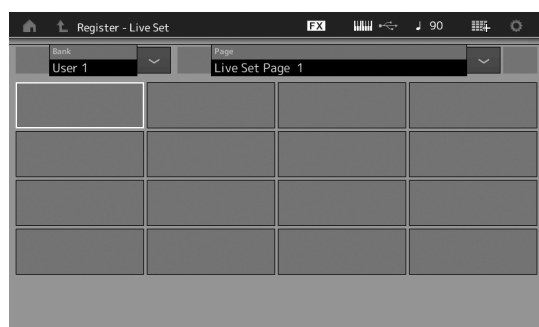 Register - Live Set FX ♩ 90
Bank Page
User 1 Live Set Page 1